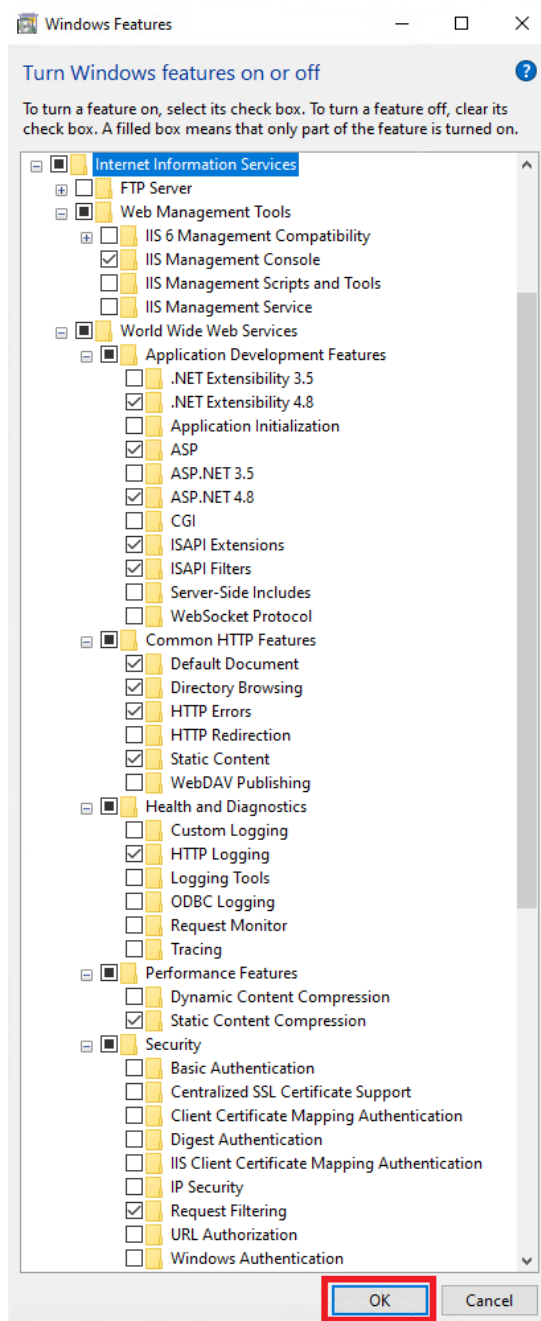 Windows Features
Turn Windows features on or off
To turn a feature on, select its check box. To turn a feature off, clear its
check box. A filled box means that only part of the feature is turned on.
Internet Information Services
FTP Server
Web Management Tools
IIS 6 Management Compatibility
IIS Management Console
IIS Management Scripts and Tools
IIS Management Service
World Wide Web Services
Application Development Features
.NET Extensibility 3.5
.NET Extensibility 4.8
Application Initialization
ASP
ASP.NET 3.5
ASP.NET 4.8
CGI
ISAPI Extensions
ISAPI Filters
Server-Side Includes
WebSocket Protocol
Common HTTP Features
Default Document
Directory Browsing
HTTP Errors
HTTP Redirection
Static Content
WebDAV Publishing
Health and Diagnostics
Custom Logging
HTTP Logging
Logging Tools
ODBC Logging
Request Monitor
Tracing
Performance Features
Dynamic Content Compression
Static Content Compression
Security
Basic Authentication
Centralized SSL Certificate Support
Client Certificate Mapping Authentication
Digest Authentication
IIS Client Certificate Mapping Authentication
IP Security
Request Filtering
URL Authorization
Windows Authentication
OK Cancel